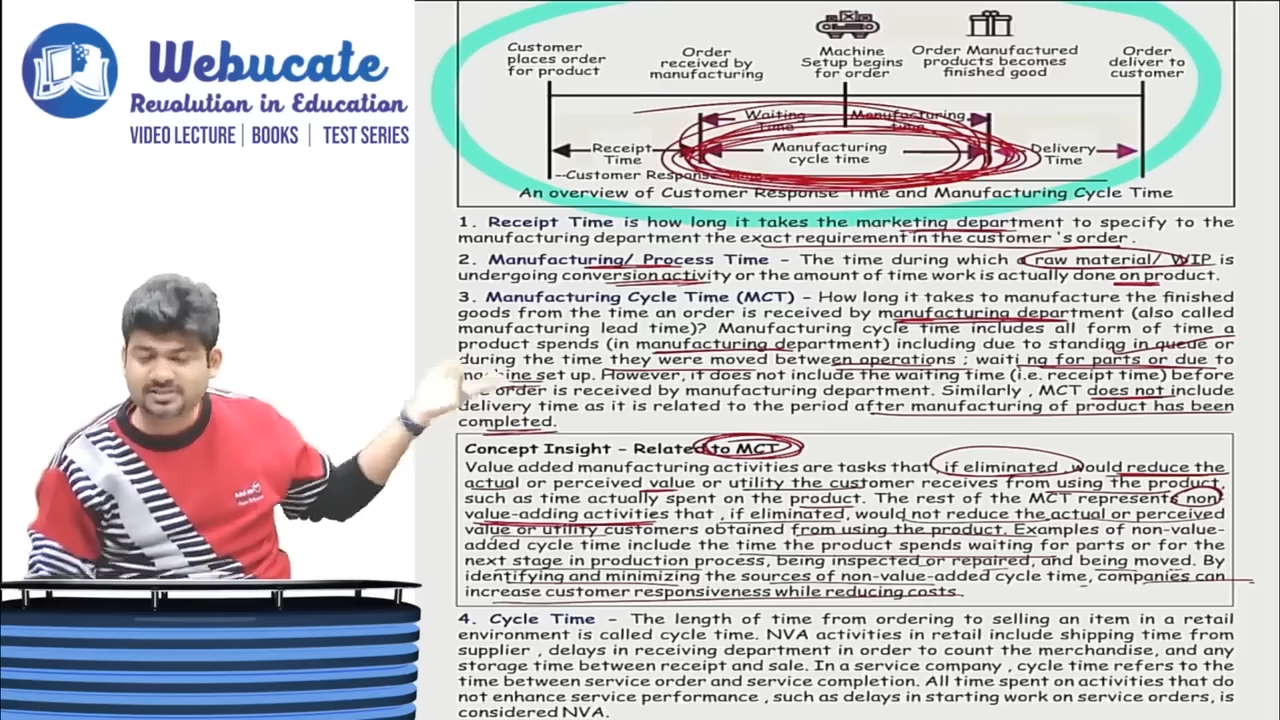 Webucate
Revolution in Education
VIDEO LECTURE | BOOKS | TEST SERIES
Customer places order for product
Order received by manufacturing
Machine Setup begins for order
Order Manufactured products becomes finished good
Order deliver to customer
Waiting
Manufacturing
Receipt Time
Manufacturing cycle time
Delivery Time
--Customer Response
An overview of Customer Response Time and Manufacturing Cycle Time
1. Receipt Time is how long it takes the marketing department to specify to the
manufacturing department the exact requirement in the customer 's order .
2. Manufacturing/ Process Time - The time during which a raw material/ WIP is
undergoing conversion activity or the amount of time work is actually done on product.
3. Manufacturing Cycle Time (MCT) - How long it takes to manufacture the finished
goods from the time an order is received by manufacturing department (also called
manufacturing lead time)? Manufacturing cycle time includes all form of time a
product spends (in manufacturing department) including due to standing in queue or
during the time they were moved between operations ; waiti ng for parts or due to
machine set up. However, it does not include the waiting time (i.e. receipt time) before
order is received by manufacturing department. Similarly , MCT does not include
delivery time as it is related to the period after manufacturing of product has been
completed.
Concept Insight - Related to MCT
Value added manufacturing activities are tasks that if eliminated , would reduce the
actual or perceived value or utility the customer receives from using the product,
such as time actually spent on the product. The rest of the MCT represents non
value-adding activities that , if eliminated, would not reduce the actual or perceived
value or utility customers obtained from using the product. Examples of non-value-
added cycle time include the time the product spends waiting for parts or for the
next stage in production process, being inspected or repaired, and being moved. By
identifying and minimizing the sources of non-value-added cycle time, companies can
increase customer responsiveness while reducing costs.
4. Cycle Time - The length of time from ordering to selling an item in a retail
environment is called cycle time. NVA activities in retail include shipping time from
supplier , delays in receiving department in order to count the merchandise, and any
storage time between receipt and sale. In a service company , cycle time refers to the
time between service order and service completion. All time spent on activities that do
not enhance service performance , such as delays in starting work on service orders, is
considered NVA.